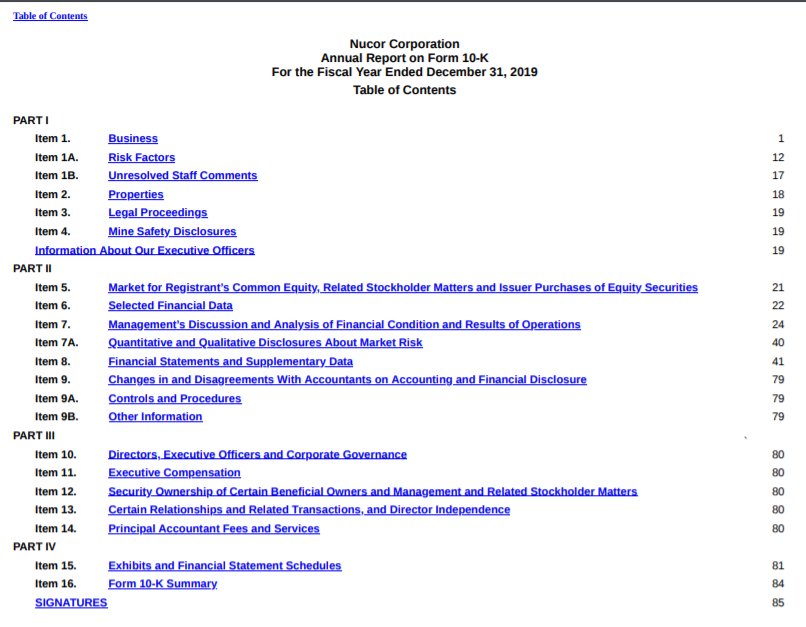 Table of Contents
Nucor Corporation
Annual Report on Form 10-K
For the Fiscal Year Ended December 31, 2019
Table of Contents
PART I
Item 1. Business 1
Item 1A. Risk Factors 12
Item 1B. Unresolved Staff Comments 17
Item 2. Properties 18
Item 3. Legal Proceedings 19
Item 4. Mine Safety Disclosures 19
Information About Our Executive Officers 19
PART II
Item 5. Market for Registrant's Common Equity, Related Stockholder Matters and Issuer Purchases of Equity Securities 21
Item 6. Selected Financial Data 22
Item 7. Management's Discussion and Analysis of Financial Condition and Results of Operations 24
Item 7A. Quantitative and Qualitative Disclosures About Market Risk 40
Item 8. Financial Statements and Supplementary Data 41
Item 9. Changes in and Disagreements With Accountants on Accounting and Financial Disclosure 79
Item 9A. Controls and Procedures 79
Item 9B. Other Information 79
PART III
Item 10. Directors, Executive Officers and Corporate Governance 80
Item 11. Executive Compensation 80
Item 12. Security Ownership of Certain Beneficial Owners and Management and Related Stockholder Matters 80
Item 13. Certain Relationships and Related Transactions, and Director Independence 80
Item 14. Principal Accountant Fees and Services 80
PART IV
Item 15. Exhibits and Financial Statement Schedules 81
Item 16. Form 10-K Summary 84
SIGNATURES 85